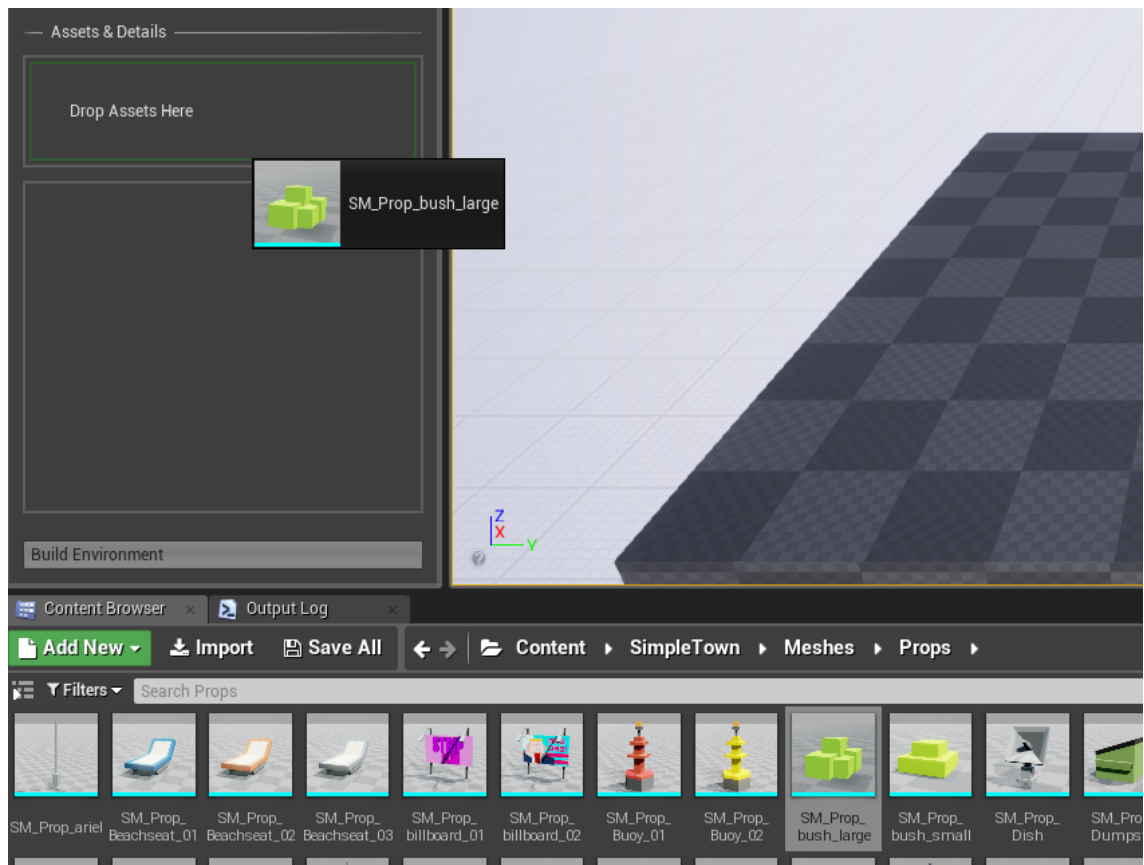 Assets & Details
Drop Assets Here
SM_Prop_bush_large
Z
X
Y
?
Build Environment
Content Browser
Output Log
Add New
Import
Save All
Content
SimpleTown
Meshes
Props
Filters
Search Props
SM_Prop_ariel
SM_Prop_
Beachseat_01
SM_Prop_
Beachseat_02
SM_Prop_
Beachseat_03
SM_Prop_
billboard_01
SM_Prop_
billboard_02
SM_Prop_
Buoy_01
SM_Prop_
Buoy_02
SM_Prop_
bush_large
SM_Prop_
bush_small
SM_Prop_
Dish
SM_Pro
Dumps